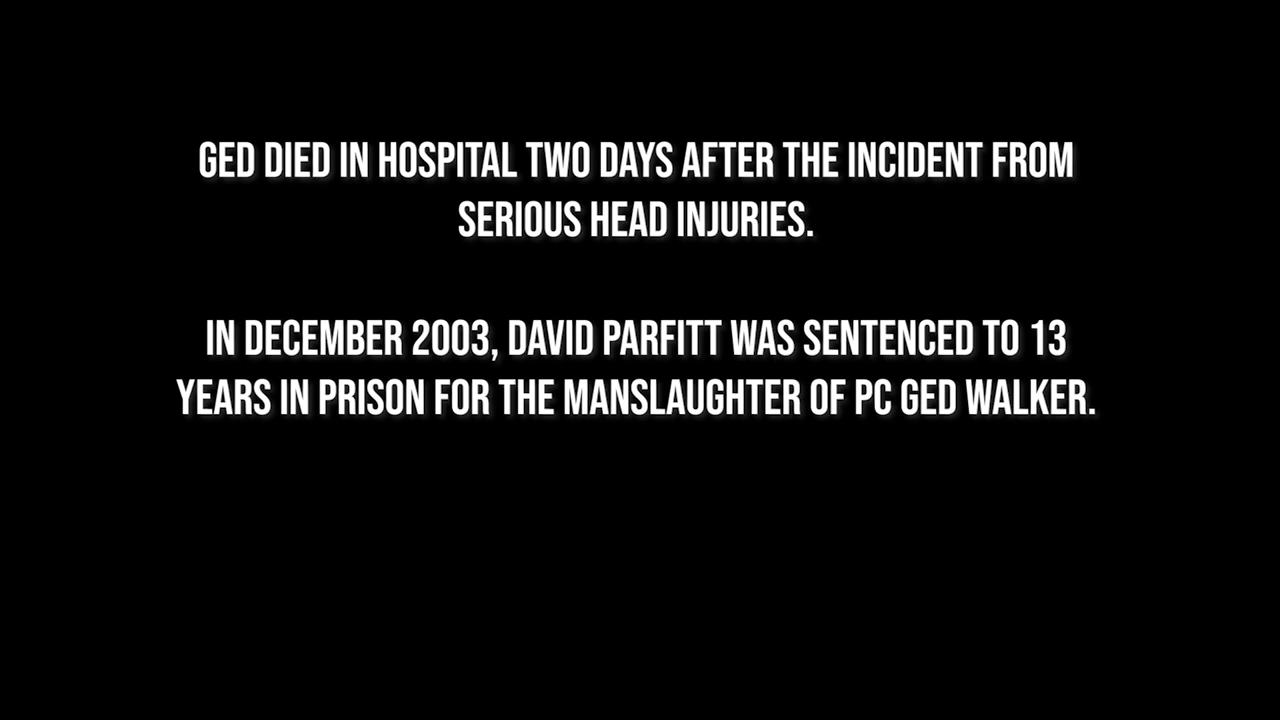 GED DIED IN HOSPITAL TWO DAYS AFTER THE INCIDENT FROM
SERIOUS HEAD INJURIES.
IN DECEMBER 2003, DAVID PARFITT WAS SENTENCED TO 13
YEARS IN PRISON FOR THE MANSLAUGHTER OF PC GED WALKER.